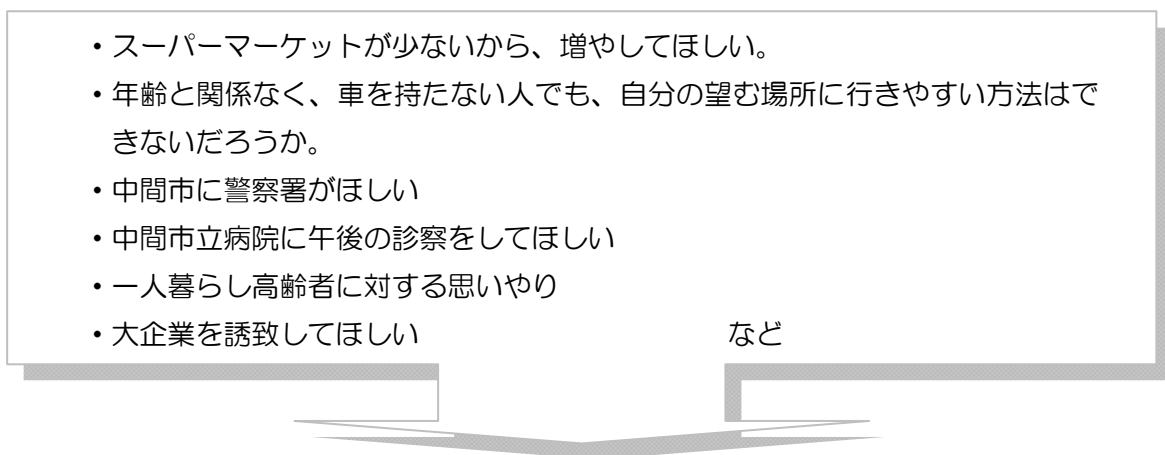 ・スーパーマーケットが少ないから、増やしてほしい。
・年齢と関係なく、車を持たない人でも、自分の望む場所に行きやすい方法はで
きないだろうか。
・中間市に警察署がほしい
・中間市立病院に午後の診察をしてほしい
・一人暮らし高齢者に対する思いやり
・大企業を誘致してほしい　　　　　　　　　　など